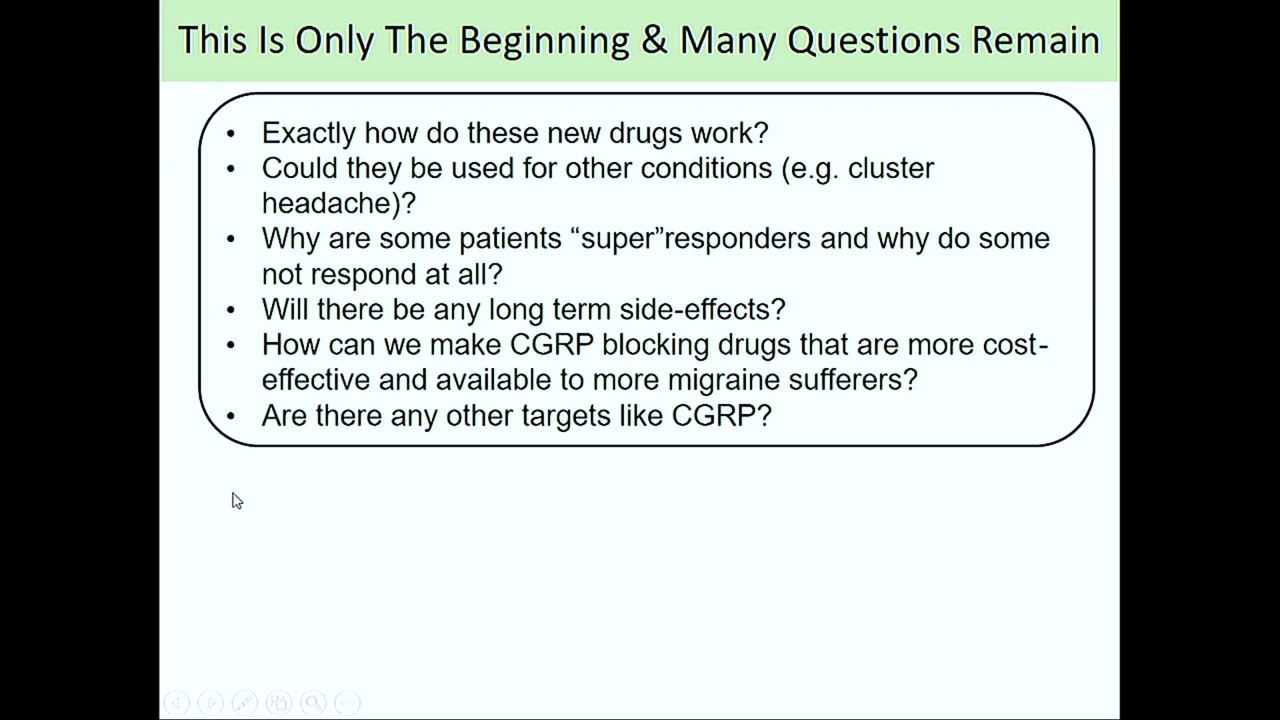 This Is Only The Beginning & Many Questions Remain
• Exactly how do these new drugs work?
• Could they be used for other conditions (e.g. cluster
headache)?
• Why are some patients “super”responders and why do some
not respond at all?
• Will there be any long term side-effects?
• How can we make CGRP blocking drugs that are more cost-
effective and available to more migraine sufferers?
• Are there any other targets like CGRP?